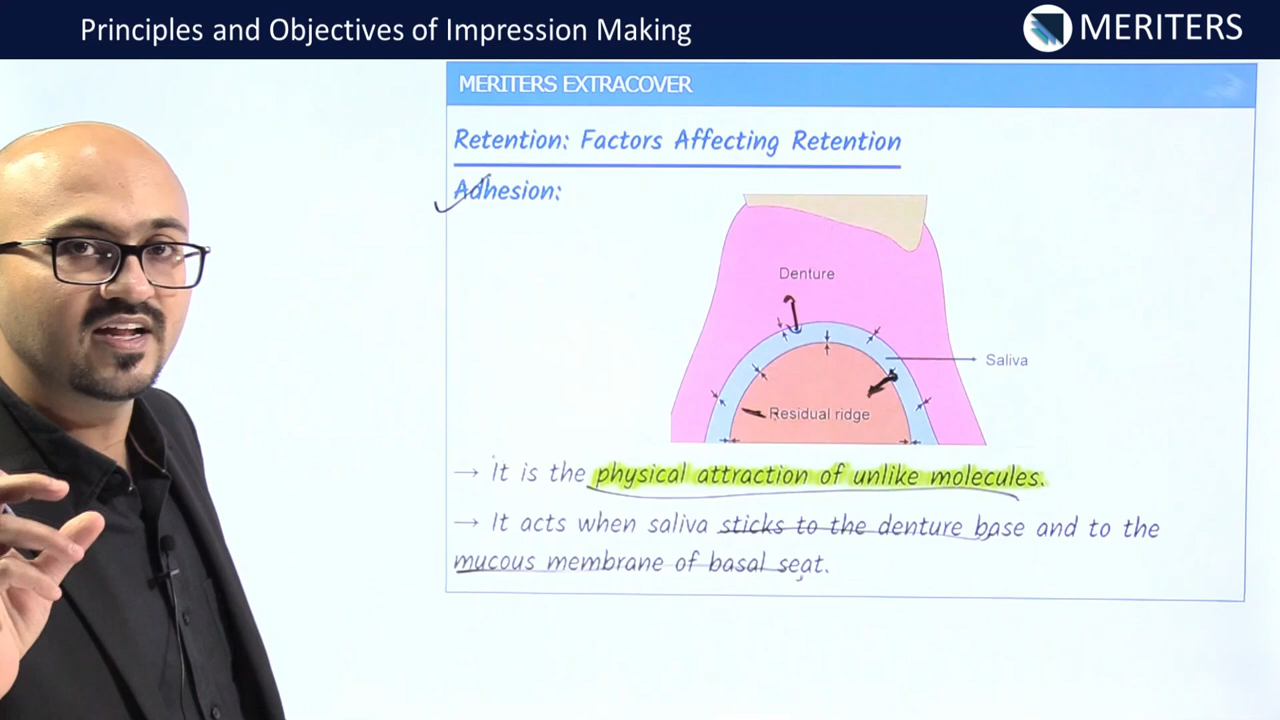 Principles and Objectives of Impression Making
MERITERS
MERITERS EXTRACOVER
Retention: Factors Affecting Retention
Adhesion:
Denture
Saliva
Residual ridge
→ It is the physical attraction of unlike molecules.
→ It acts when saliva sticks to the denture base and to the
mucous membrane of basal seat.